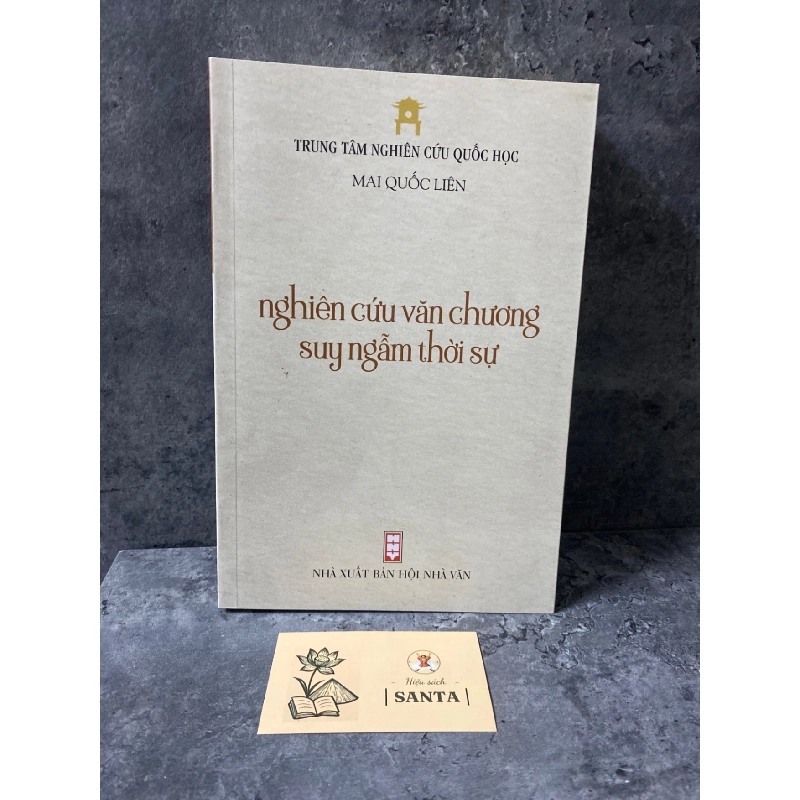 TRUNG TÂM NGHIÊN CỨU QUỐC HỌC
MAI QUỐC LIÊN
nghiên cứu văn chương
suy ngẫm thời sự
NHÀ XUẤT BẢN HỘI NHÀ VĂN
Hiệu sách
SANTA